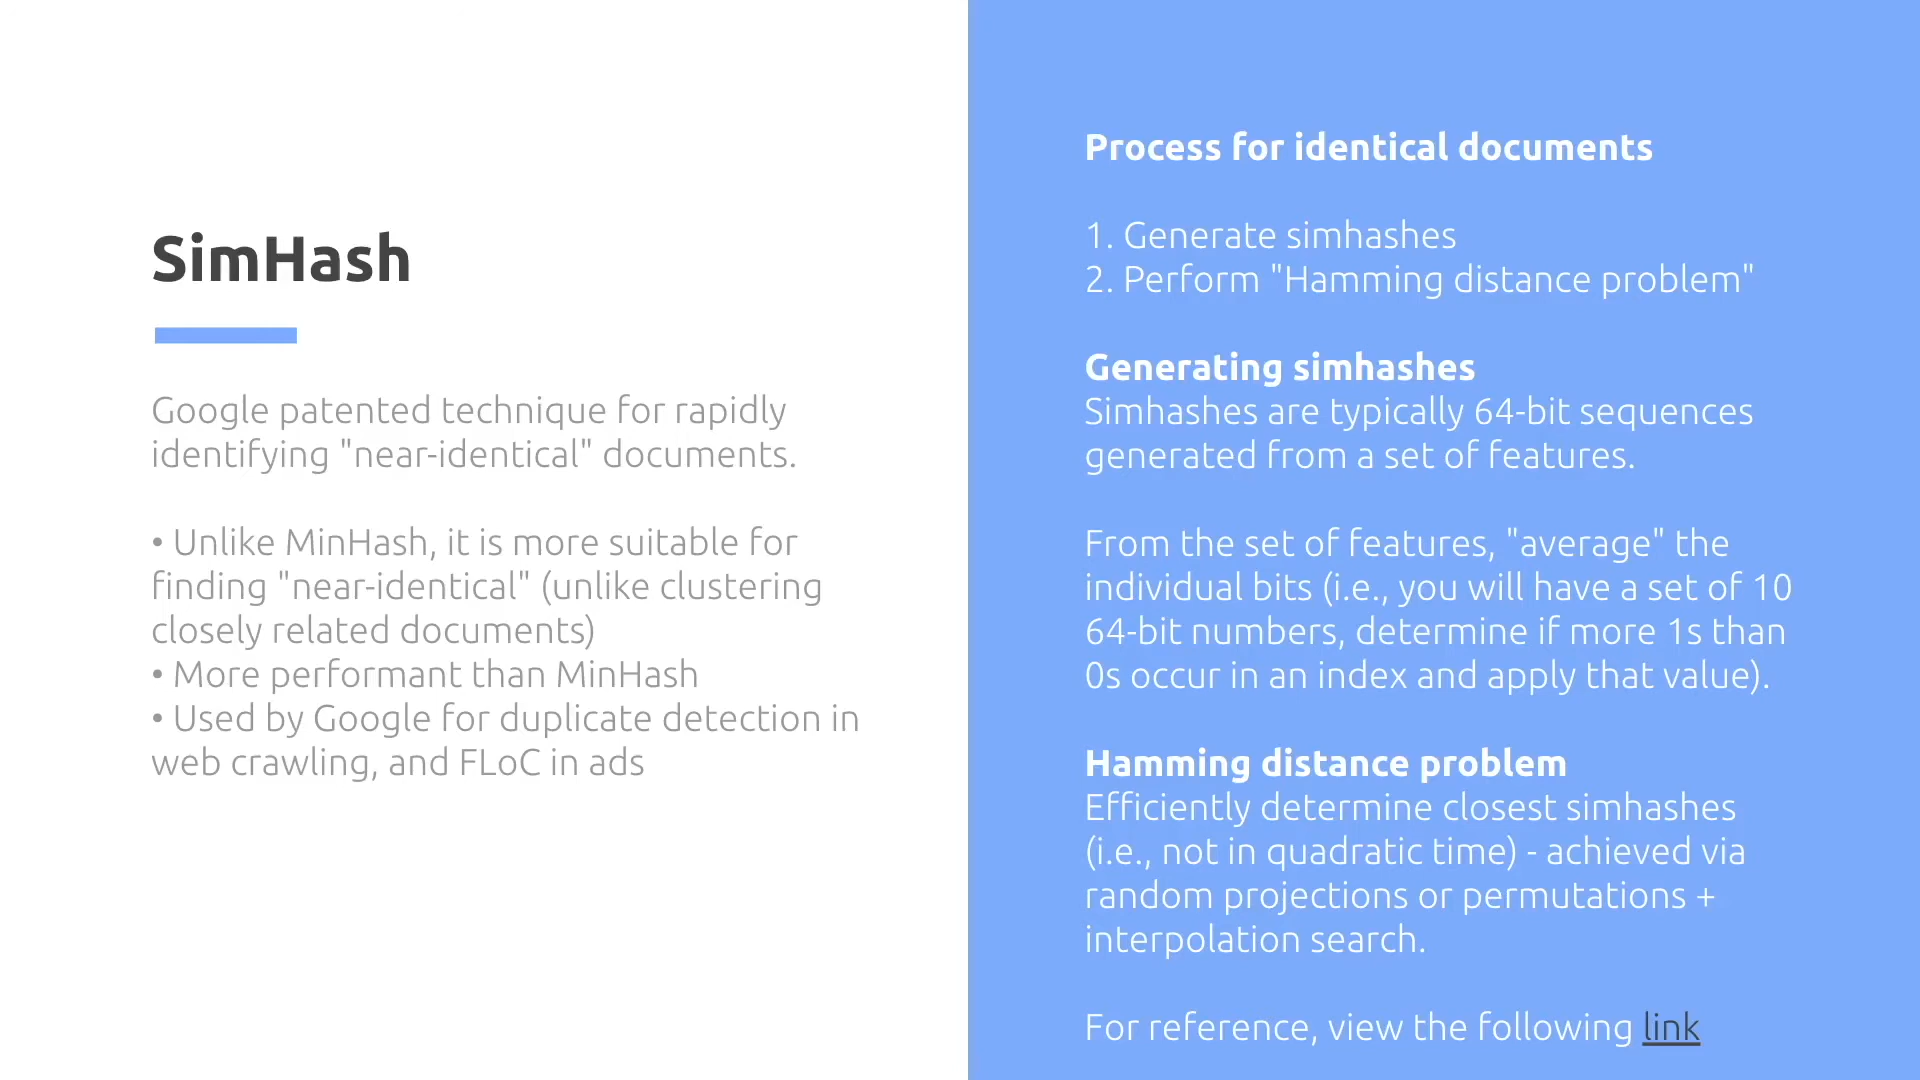 SimHash
Google patented technique for rapidly
identifying "near-identical" documents.
• Unlike MinHash, it is more suitable for
finding "near-identical" (unlike clustering
closely related documents)
• More performant than MinHash
• Used by Google for duplicate detection in
web crawling, and FLoC in ads
Process for identical documents
1. Generate simhashes
2. Perform "Hamming distance problem"
Generating simhashes
Simhashes are typically 64-bit sequences
generated from a set of features.
From the set of features, "average" the
individual bits (i.e., you will have a set of 10
64-bit numbers, determine if more 1s than
0s occur in an index and apply that value).
Hamming distance problem
Efficiently determine closest simhashes
(i.e., not in quadratic time) - achieved via
random projections or permutations +
interpolation search.
For reference, view the following link